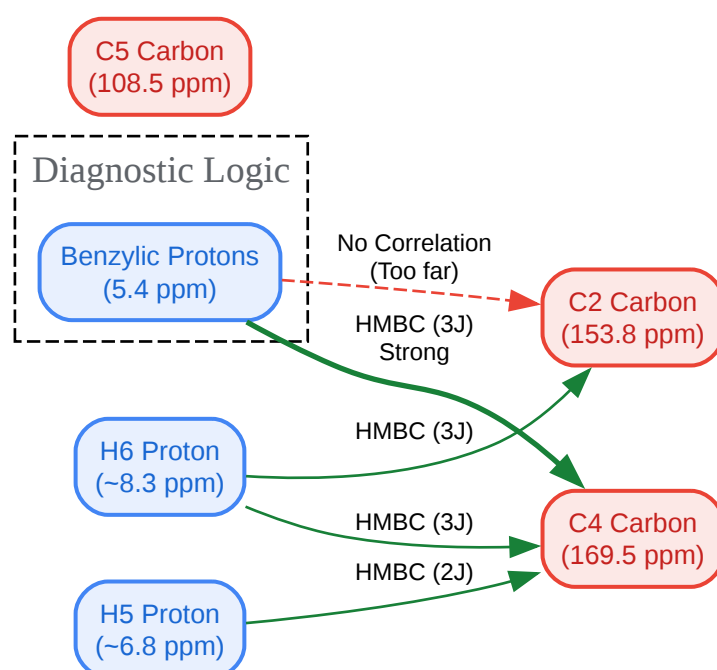 C5 Carbon
(108.5 ppm)
Diagnostic Logic
Benzylic Protons
(5.4 ppm)
No Correlation
(Too far)
C2 Carbon
(153.8 ppm)
HMBC (3J)
Strong
HMBC (3J)
H6 Proton
(~8.3 ppm)
C4 Carbon
(169.5 ppm)
HMBC (3J)
HMBC (2J)
H5 Proton
(~6.8 ppm)